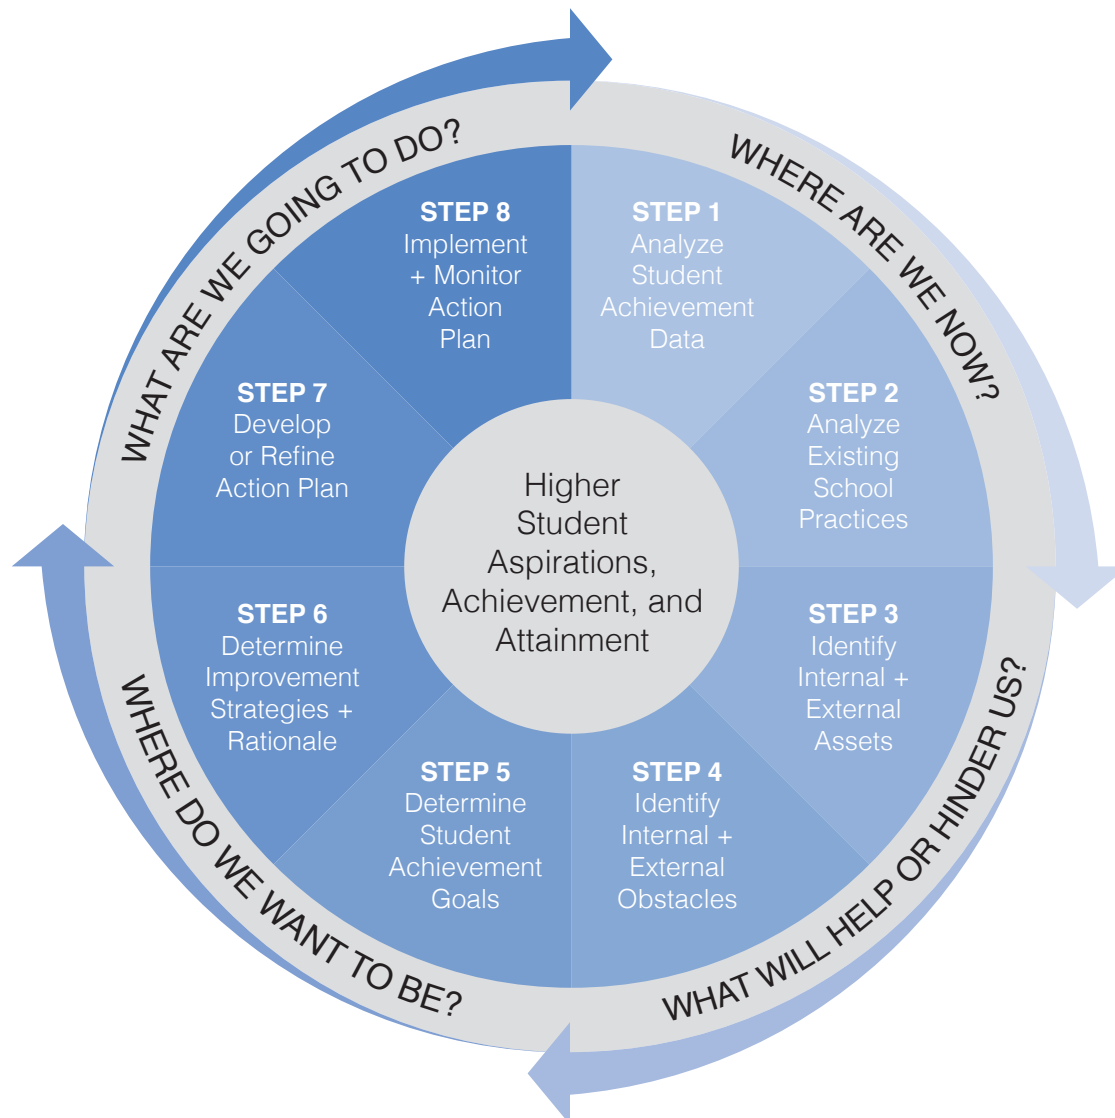 WHERE ARE WE NOW?
STEP 1
Analyze
Student
Achievement
Data
STEP 2
Analyze
Existing
School
Practices
WHAT WILL HELP OR HINDER US?
STEP 3
Identify
Internal +
External
Assets
STEP 4
Identify
Internal +
External
Obstacles
WHERE DO WE WANT TO BE?
STEP 5
Determine
Student
Achievement
Goals
STEP 6
Determine
Improvement
Strategies +
Rationale
WHAT ARE WE GOING TO DO?
STEP 7
Develop
or Refine
Action Plan
STEP 8
Implement
+ Monitor
Action
Plan
Higher
Student
Aspirations,
Achievement, and
Attainment